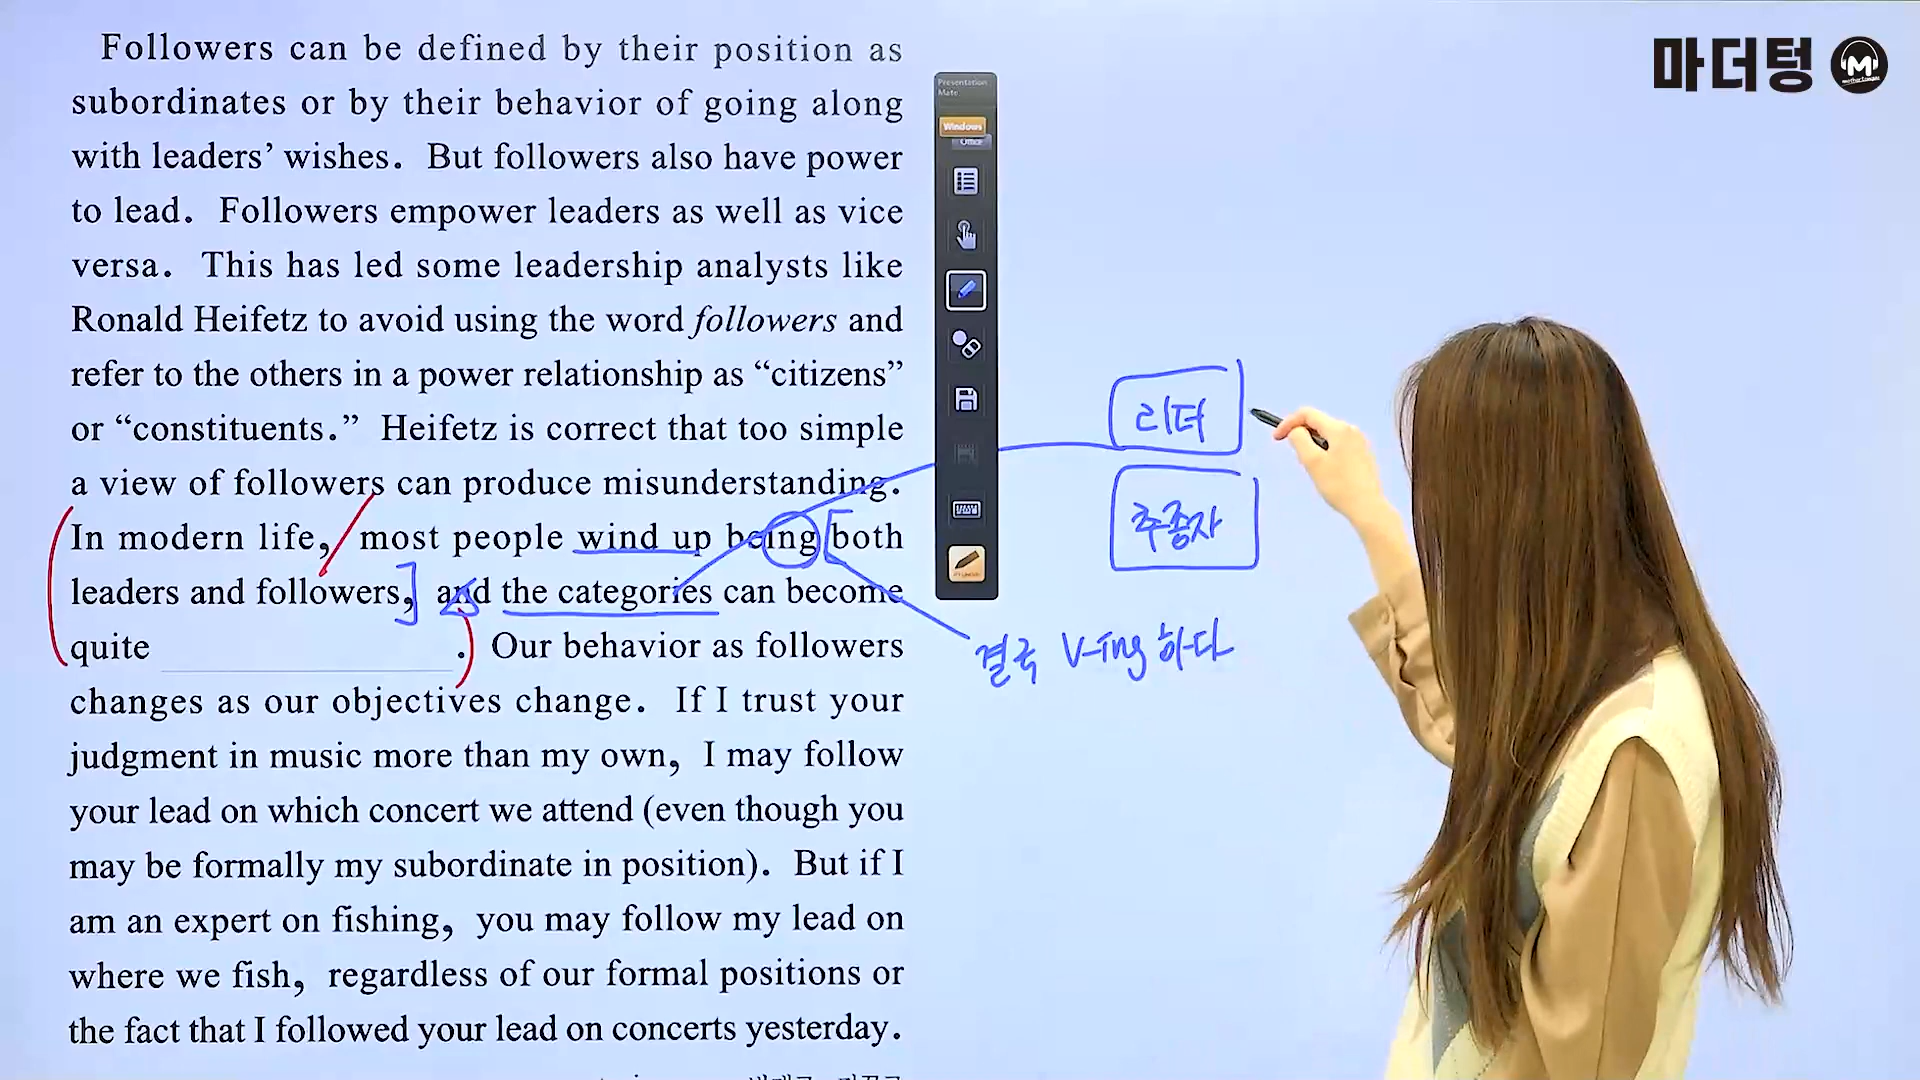 Followers can be defined by their position as
subordinates or by their behavior of going along
with leaders’ wishes. But followers also have power
to lead. Followers empower leaders as well as vice
versa. This has led some leadership analysts like
Ronald Heifetz to avoid using the word followers and
refer to the others in a power relationship as “citizens”
or “constituents.” Heifetz is correct that too simple
a view of followers can produce misunderstanding.
In modern life, most people wind up being both
leaders and followers, and the categories can become
quite .  Our behavior as followers
changes as our objectives change. If I trust your
judgment in music more than my own, I may follow
your lead on which concert we attend (even though you
may be formally my subordinate in position). But if I
am an expert on fishing, you may follow my lead on
where we fish, regardless of our formal positions or
the fact that I followed your lead on concerts yesterday.
Presentation
Mate
Windows
Office
리더
추종자
결국 V-ing 하다
마더텅
M